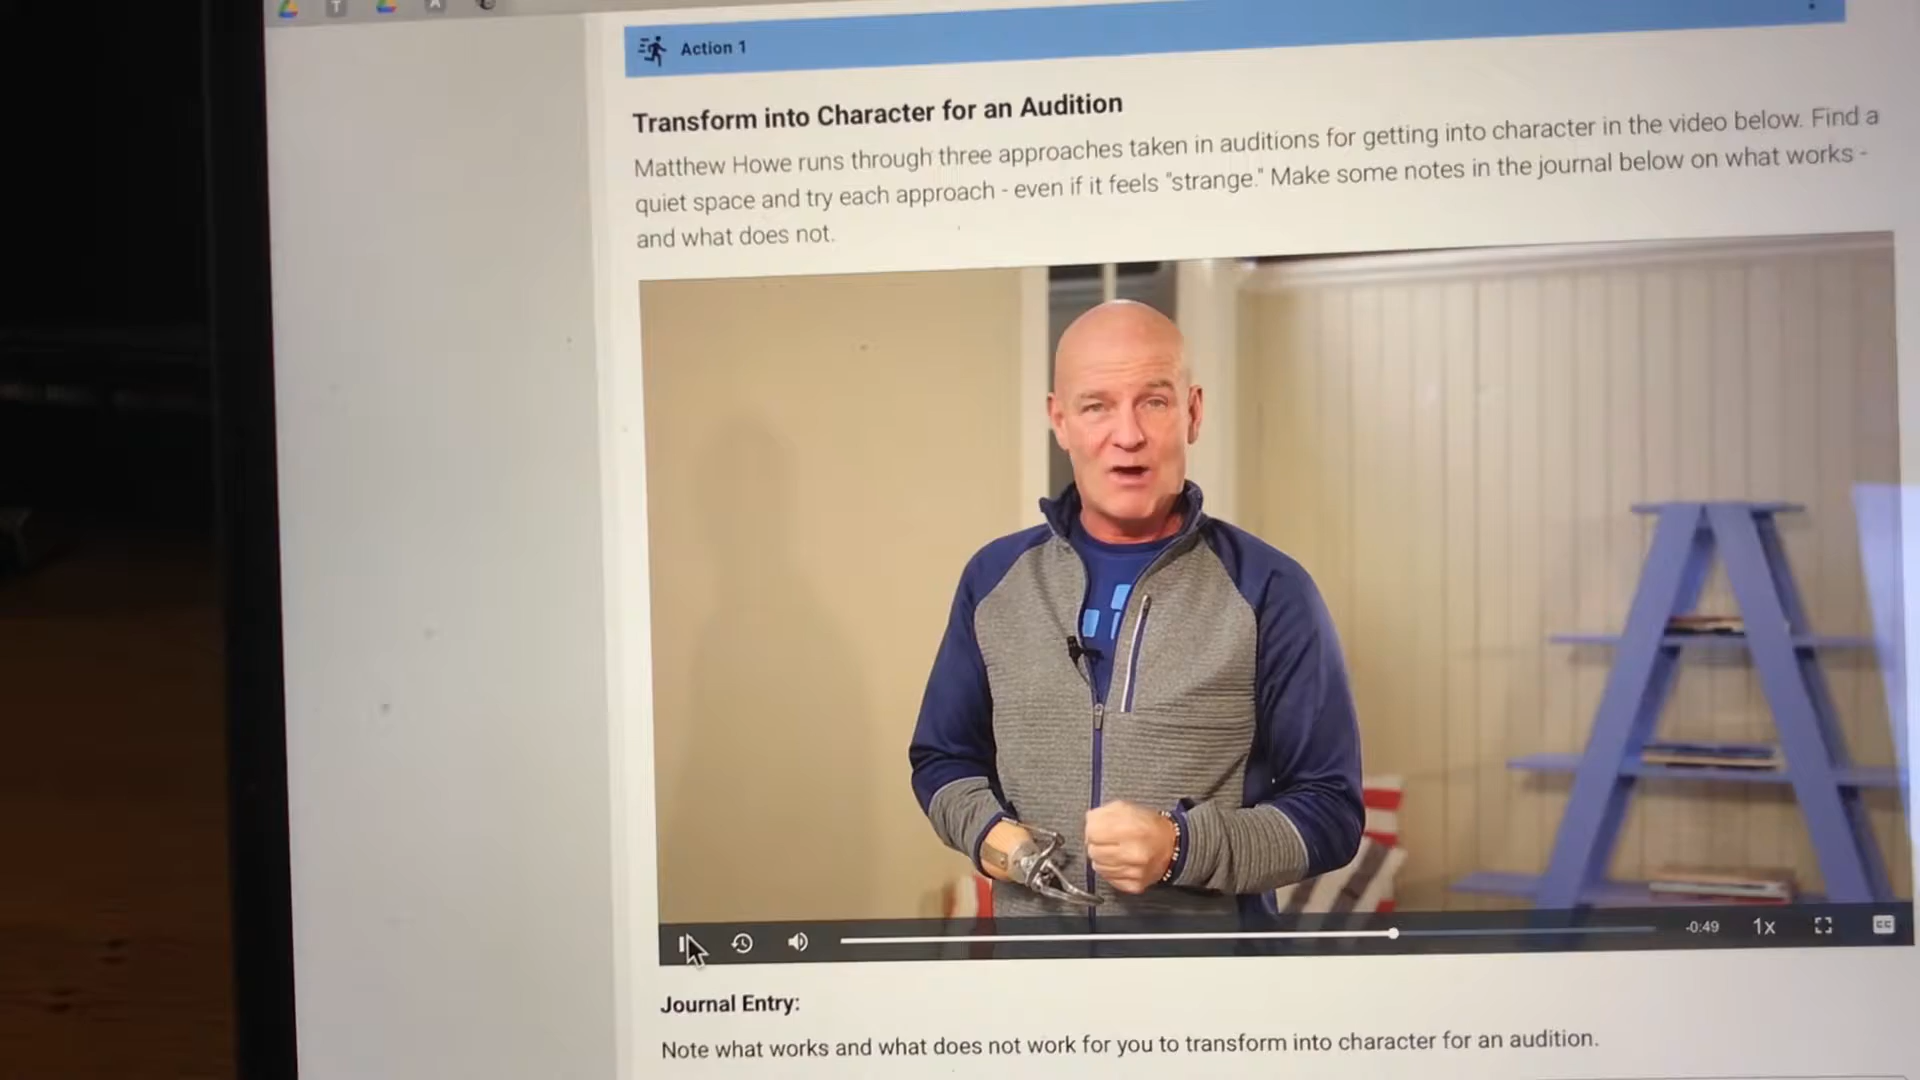 T
A
Action 1
Transform into Character for an Audition
Matthew Howe runs through three approaches taken in auditions for getting into character in the video below. Find a
quiet space and try each approach - even if it feels "strange." Make some notes in the journal below on what works -
and what does not.
-0:49
1x
CC
Journal Entry:
Note what works and what does not work for you to transform into character for an audition.